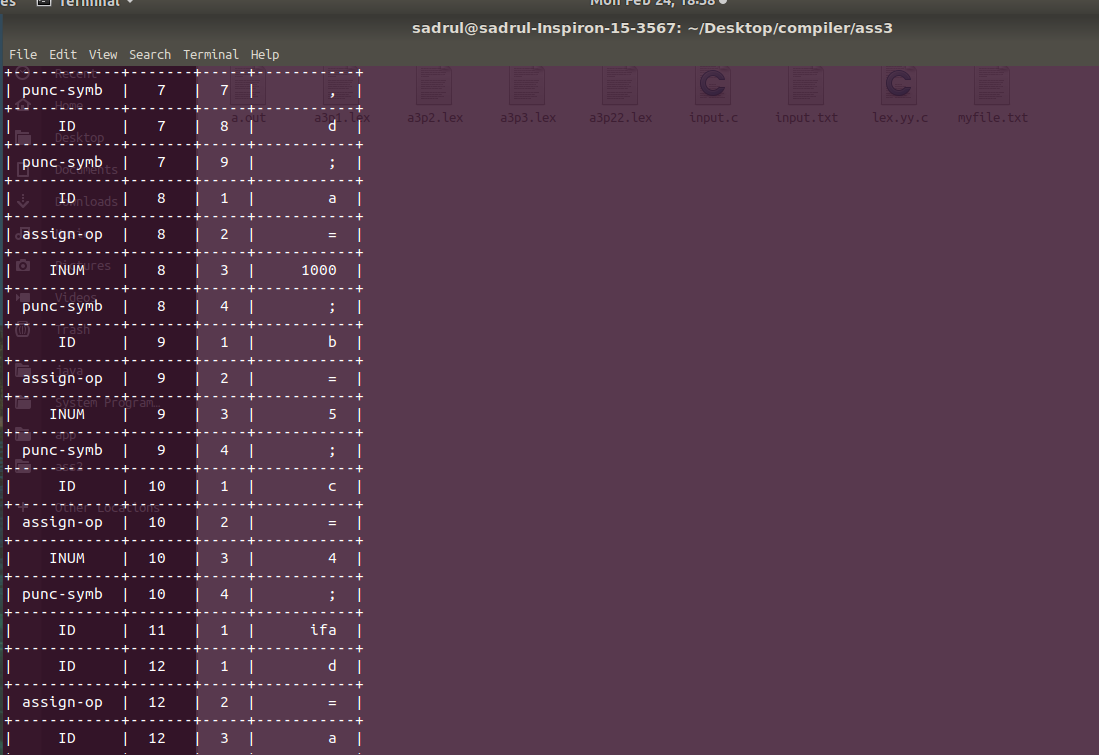 es Terminal Mon Feb 24, 18:38
sadrul@sadrul-Inspiron-15-3567: ~/Desktop/compiler/ass3
File Edit View Search Terminal Help
+------------+-------+-----+-----------+
| punc-symb | 7 | 7 | , |
+------------+-------+-----+-----------+
| ID | 7 | 8 | d |
+------------+-------+-----+-----------+
| punc-symb | 7 | 9 | ; |
+------------+-------+-----+-----------+
| ID | 8 | 1 | a |
+------------+-------+-----+-----------+
| assign-op | 8 | 2 | = |
+------------+-------+-----+-----------+
| INUM | 8 | 3 | 1000 |
+------------+-------+-----+-----------+
| punc-symb | 8 | 4 | ; |
+------------+-------+-----+-----------+
| ID | 9 | 1 | b |
+------------+-------+-----+-----------+
| assign-op | 9 | 2 | = |
+------------+-------+-----+-----------+
| INUM | 9 | 3 | 5 |
+------------+-------+-----+-----------+
| punc-symb | 9 | 4 | ; |
+------------+-------+-----+-----------+
| ID | 10 | 1 | c |
+------------+-------+-----+-----------+
| assign-op | 10 | 2 | = |
+------------+-------+-----+-----------+
| INUM | 10 | 3 | 4 |
+------------+-------+-----+-----------+
| punc-symb | 10 | 4 | ; |
+------------+-------+-----+-----------+
| ID | 11 | 1 | ifa |
+------------+-------+-----+-----------+
| ID | 12 | 1 | d |
+------------+-------+-----+-----------+
| assign-op | 12 | 2 | = |
+------------+-------+-----+-----------+
| ID | 12 | 3 | a |
Recent
Home
Desktop
Documents
Downloads
Pictures
Videos
Trash
java
System Program…
app
ass3
Other Locations
a.out a3p1.lex a3p2.lex a3p3.lex a3p22.lex input.c input.txt lex.yy.c myfile.txt